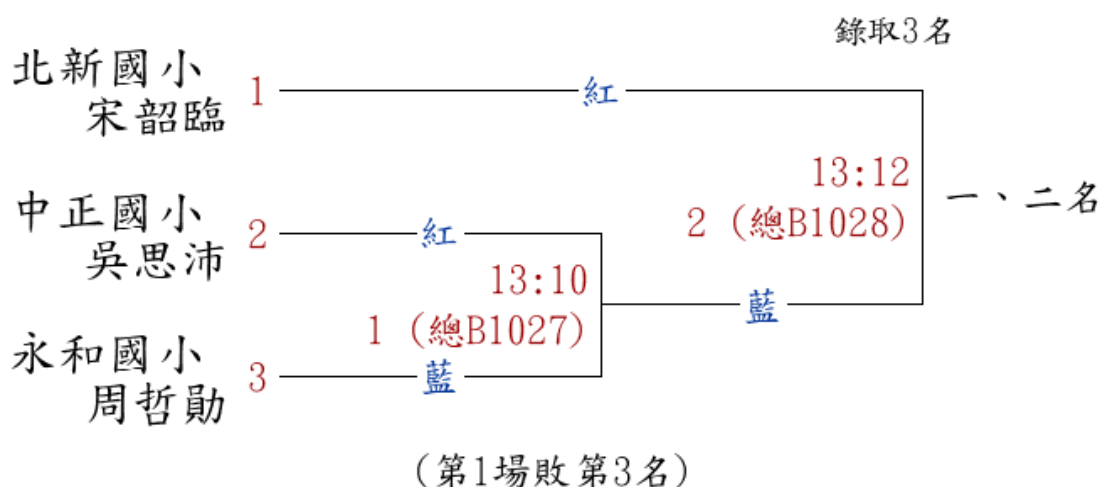 錄取3名
北新國小
宋韶臨
1
紅
13:12
2 (總B1028)
一、二名
中正國小
吳思沛
2
紅
13:10
1 (總B1027)
藍
永和國小
周哲勛
3
藍
(第1場敗第3名)